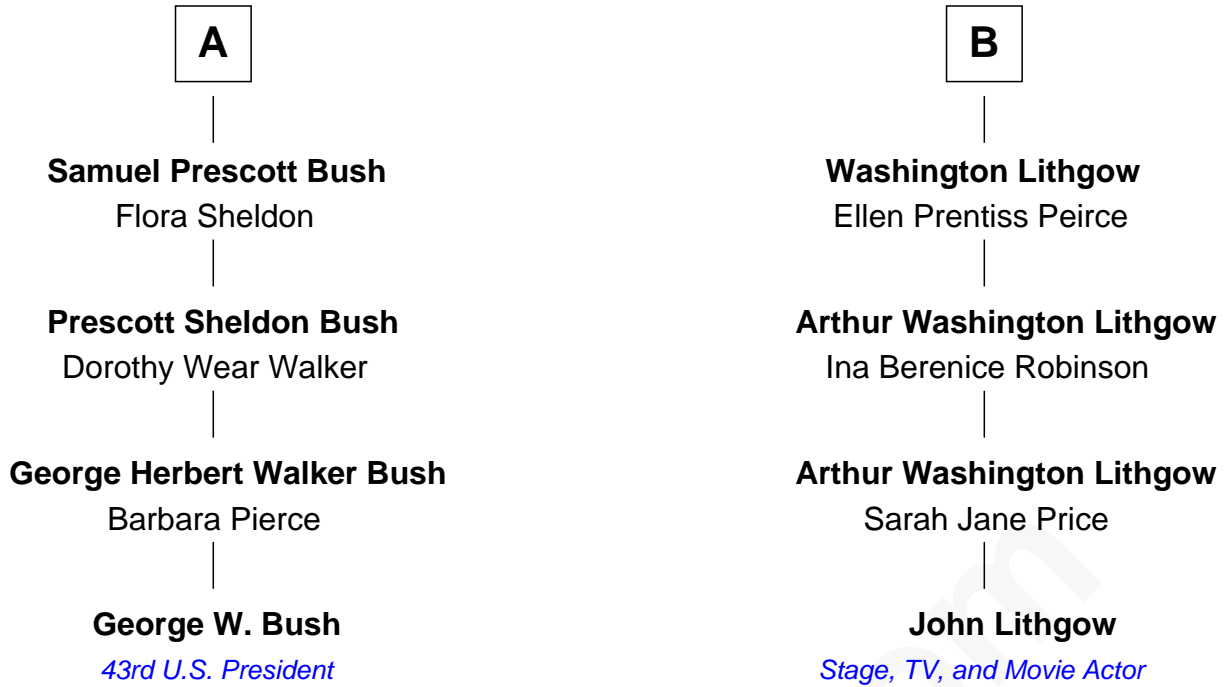 A
Samuel Prescott Bush
Flora Sheldon
Prescott Sheldon Bush
Dorothy Wear Walker
George Herbert Walker Bush
Barbara Pierce
George W. Bush
43rd U.S. President
B
Washington Lithgow
Ellen Prentiss Peirce
Arthur Washington Lithgow
Ina Berenice Robinson
Arthur Washington Lithgow
Sarah Jane Price
John Lithgow
Stage, TV, and Movie Actor